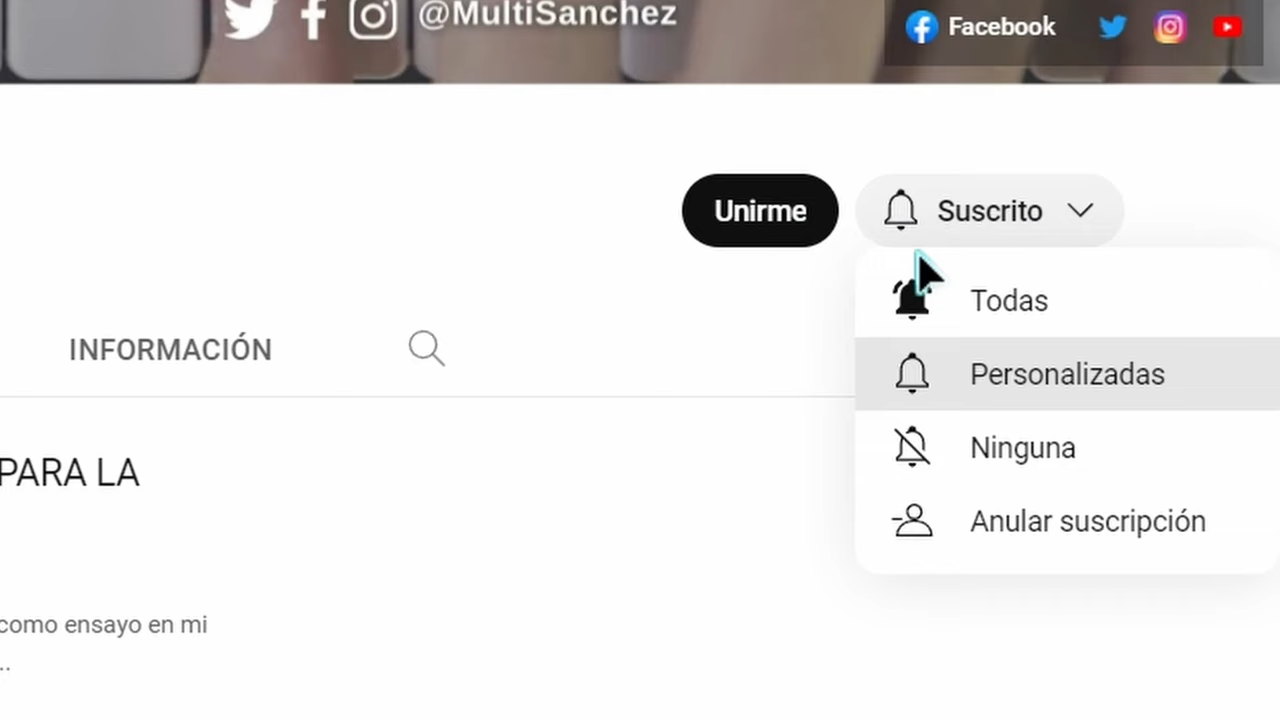 @MultiSanchez
Facebook
Unirme
Suscrito
Todas
INFORMACIÓN
Personalizadas
Ninguna
PARA LA
Anular suscripción
como ensayo en mi
..